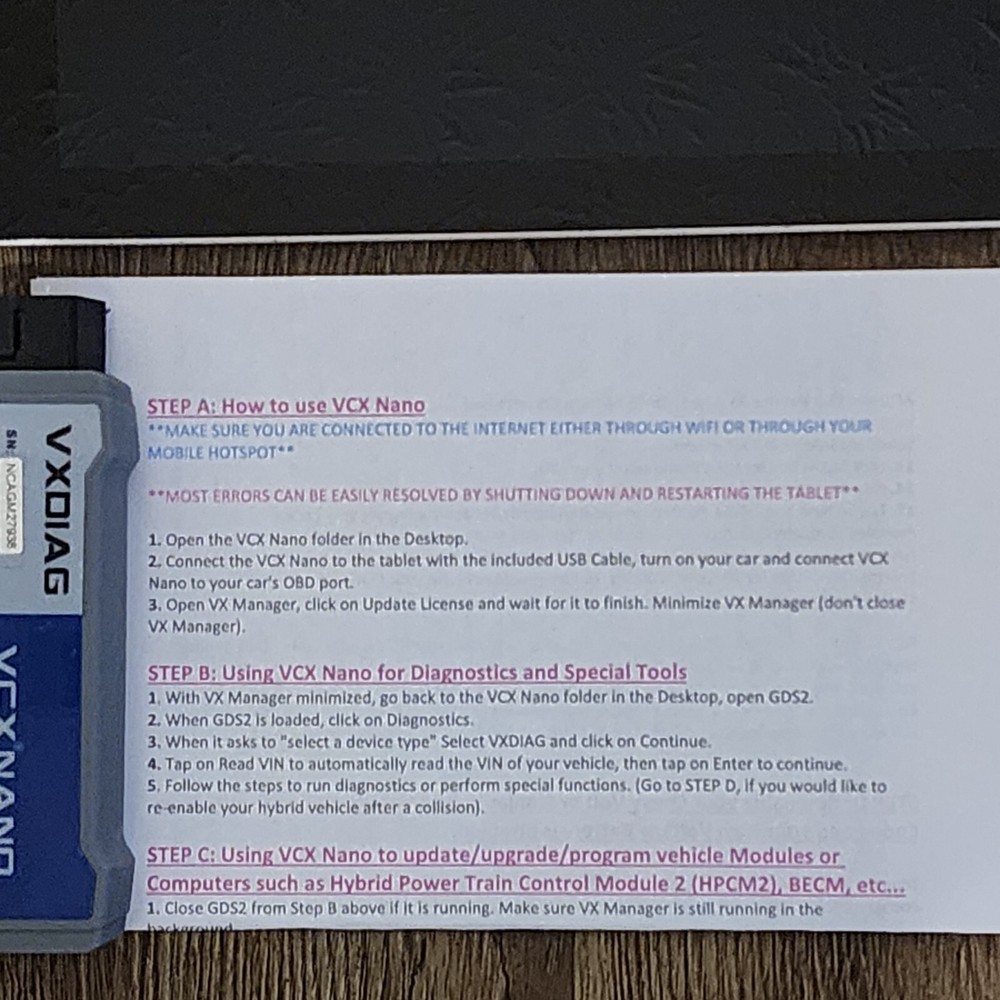 STEP A: How to use VCX Nano
**MAKE SURE YOU ARE CONNECTED TO THE INTERNET EITHER THROUGH WIFI OR THROUGH YOUR
MOBILE HOTSPOT**
**MOST ERRORS CAN BE EASILY RESOLVED BY SHUTTING DOWN AND RESTARTING THE TABLET**
1. Open the VCX Nano folder in the Desktop.
2. Connect the VCX Nano to the tablet with the included USB Cable, turn on your car and connect VCX
Nano to your car's OBD port.
3. Open VX Manager, click on Update License and wait for it to finish. Minimize VX Manager (don't close
VX Manager).
STEP B: Using VCX Nano for Diagnostics and Special Tools
1. With VX Manager minimized, go back to the VCX Nano folder in the Desktop, open GDS2.
2. When GDS2 is loaded, click on Diagnostics.
3. When it asks to "select a device type" Select VXDIAG and click on Continue.
4. Tap on Read VIN to automatically read the VIN of your vehicle, then tap on Enter to continue.
5. Follow the steps to run diagnostics or perform special functions. (Go to STEP D, if you would like to
re-enable your hybrid vehicle after a collision).
STEP C: Using VCX Nano to update/upgrade/program vehicle Modules or
Computers such as Hybrid Power Train Control Module 2 (HPCM2), BECM, etc...
1. Close GDS2 from Step B above if it is running. Make sure VX Manager is still running in the
background.
VXDIAG
SN:
VCX NANO